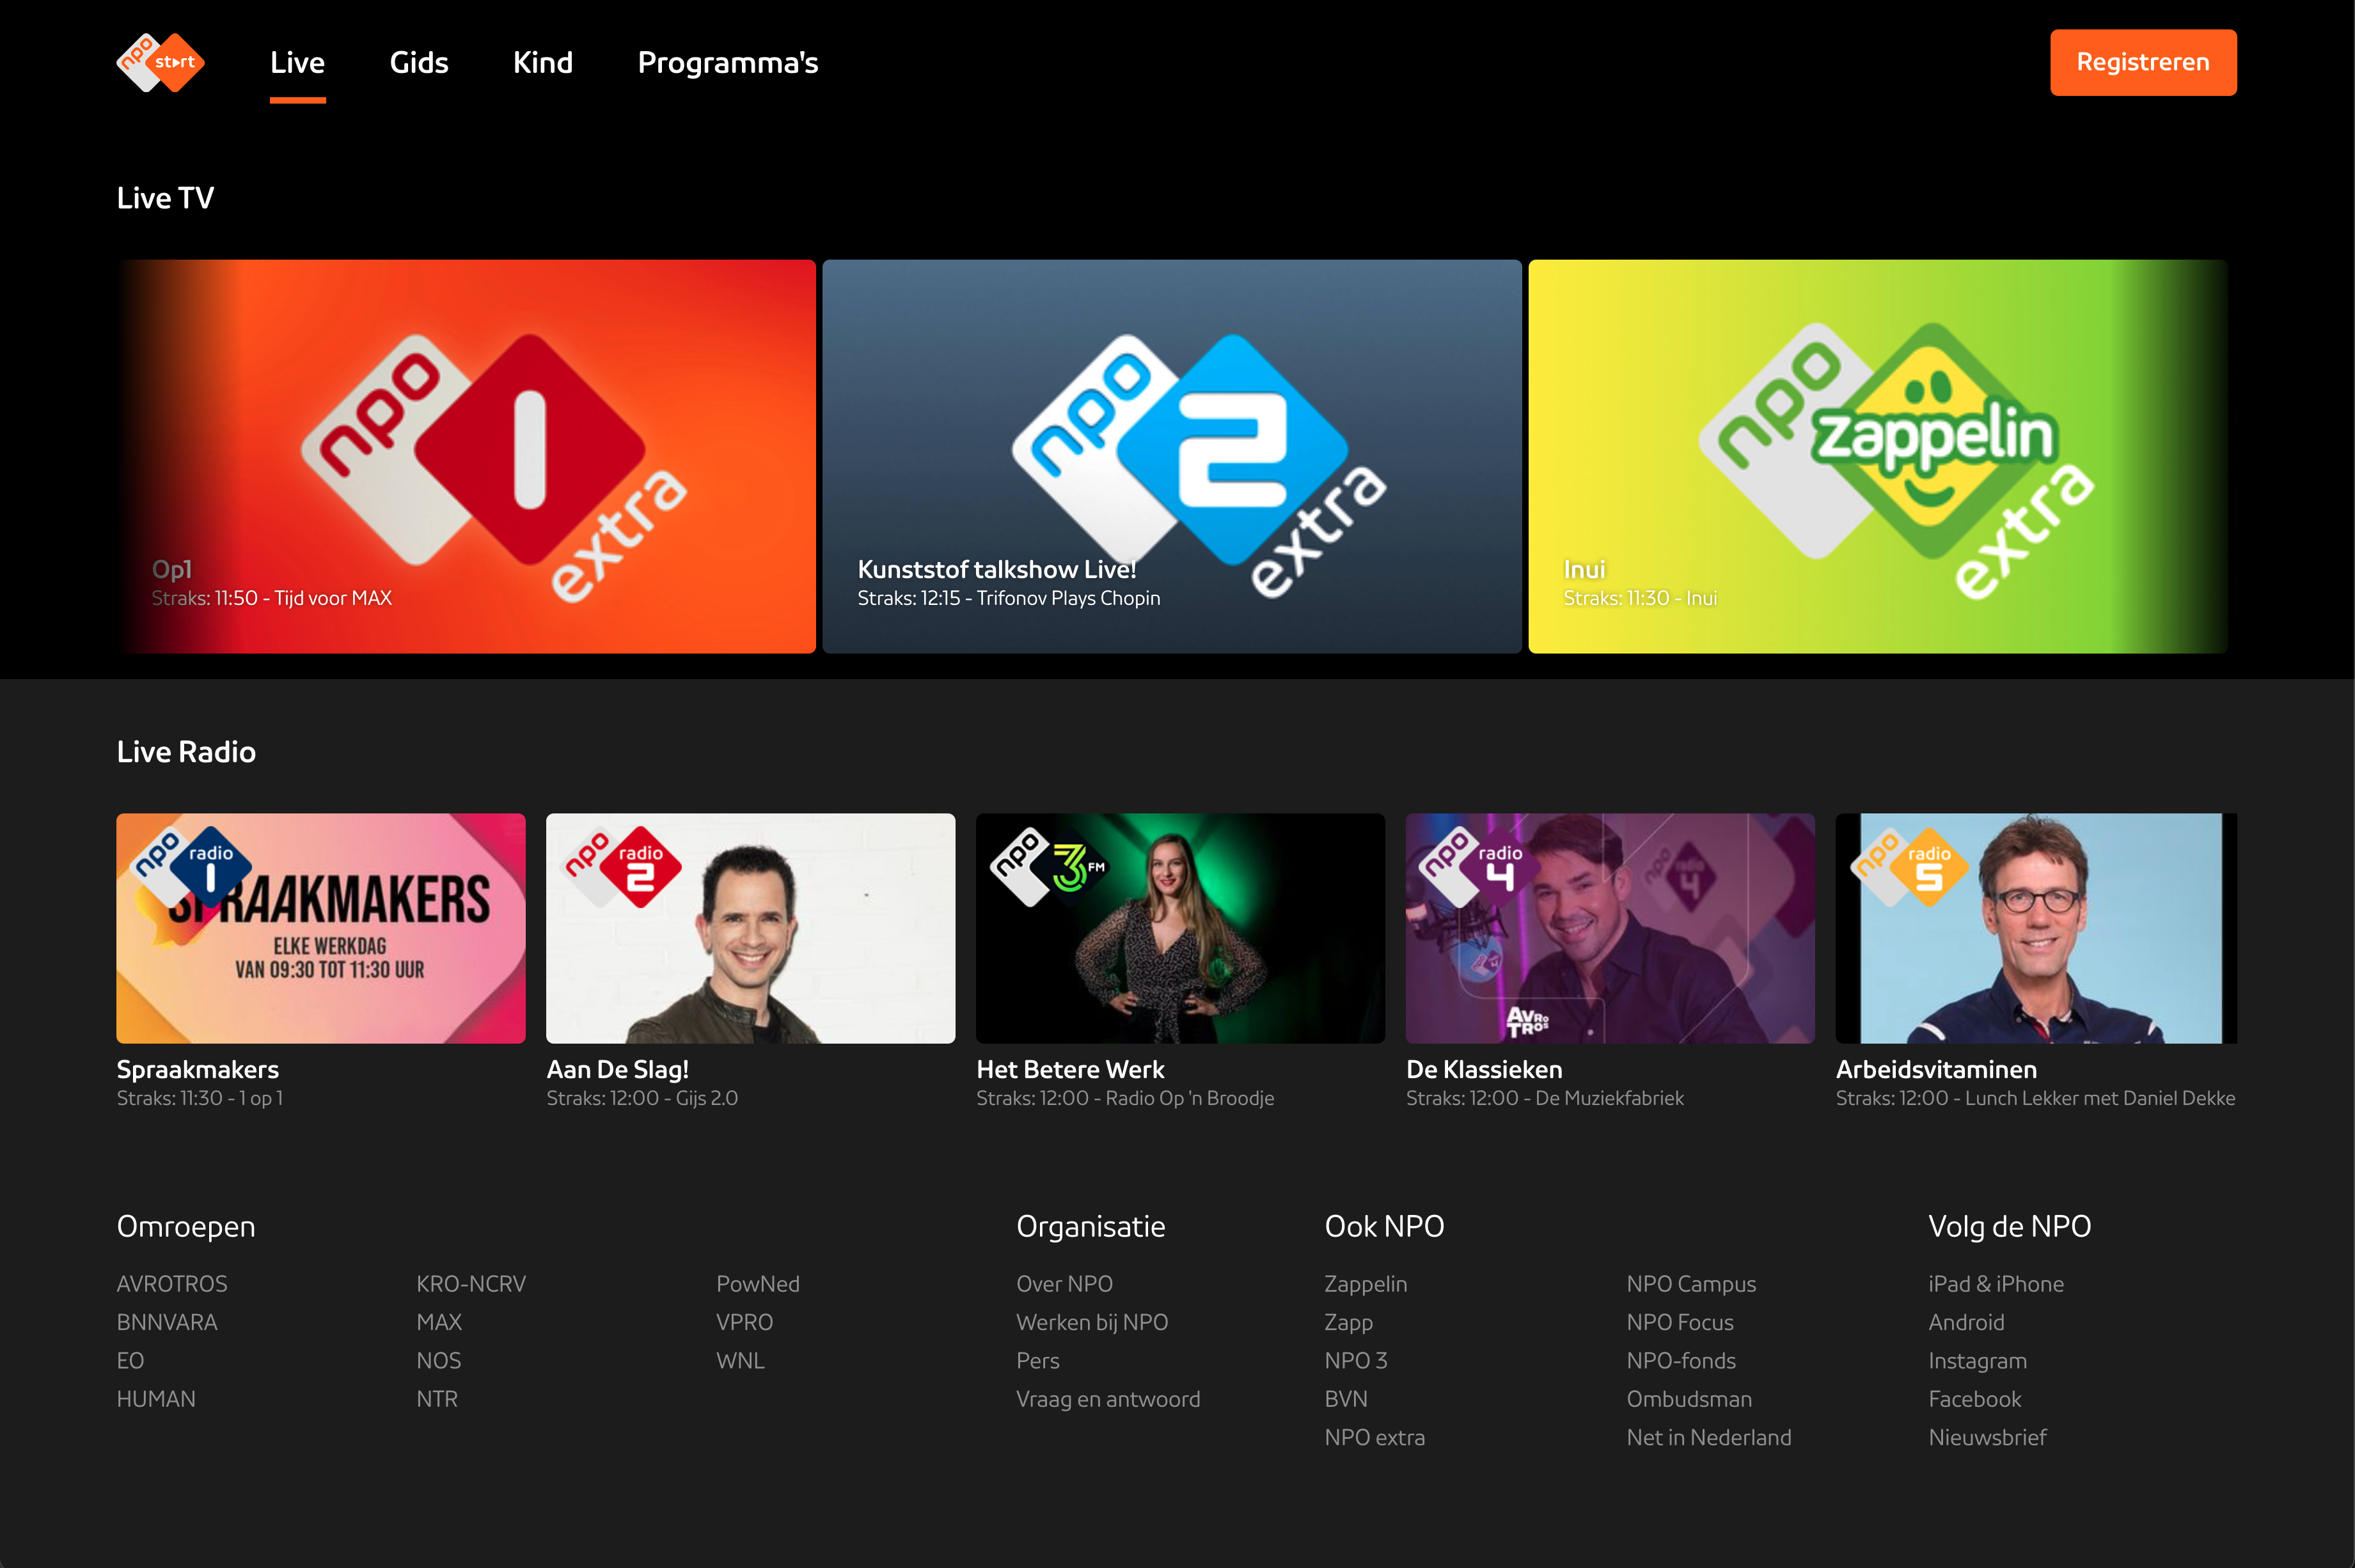 npo start
Live
Gids
Kind
Programma's
Registreren
Live TV
npo 1 extra
Op1
Straks: 11:50 - Tijd voor MAX
npo 2 extra
Kunststof talkshow Live!
Straks: 12:15 - Trifonov Plays Chopin
npo zappelin extra
Inui
Straks: 11:30 - Inui
Live Radio
npo radio 1
SPRAAKMAKERS
ELKE WERKDAG
VAN 09:30 TOT 11:30 UUR
Spraakmakers
Straks: 11:30 - 1 op 1
npo radio 2
Aan De Slag!
Straks: 12:00 - Gijs 2.0
npo 3FM
Het Betere Werk
Straks: 12:00 - Radio Op 'n Broodje
npo radio 4
npo radio 4
AVRO
TROS
De Klassieken
Straks: 12:00 - De Muziekfabriek
npo radio 5
Arbeidsvitaminen
Straks: 12:00 - Lunch Lekker met Daniel Dekke
Omroepen
AVROTROS
BNNVARA
EO
HUMAN
KRO-NCRV
MAX
NOS
NTR
PowNed
VPRO
WNL
Organisatie
Over NPO
Werken bij NPO
Pers
Vraag en antwoord
Ook NPO
Zappelin
Zapp
NPO 3
BVN
NPO extra
NPO Campus
NPO Focus
NPO-fonds
Ombudsman
Net in Nederland
Volg de NPO
iPad & iPhone
Android
Instagram
Facebook
Nieuwsbrief